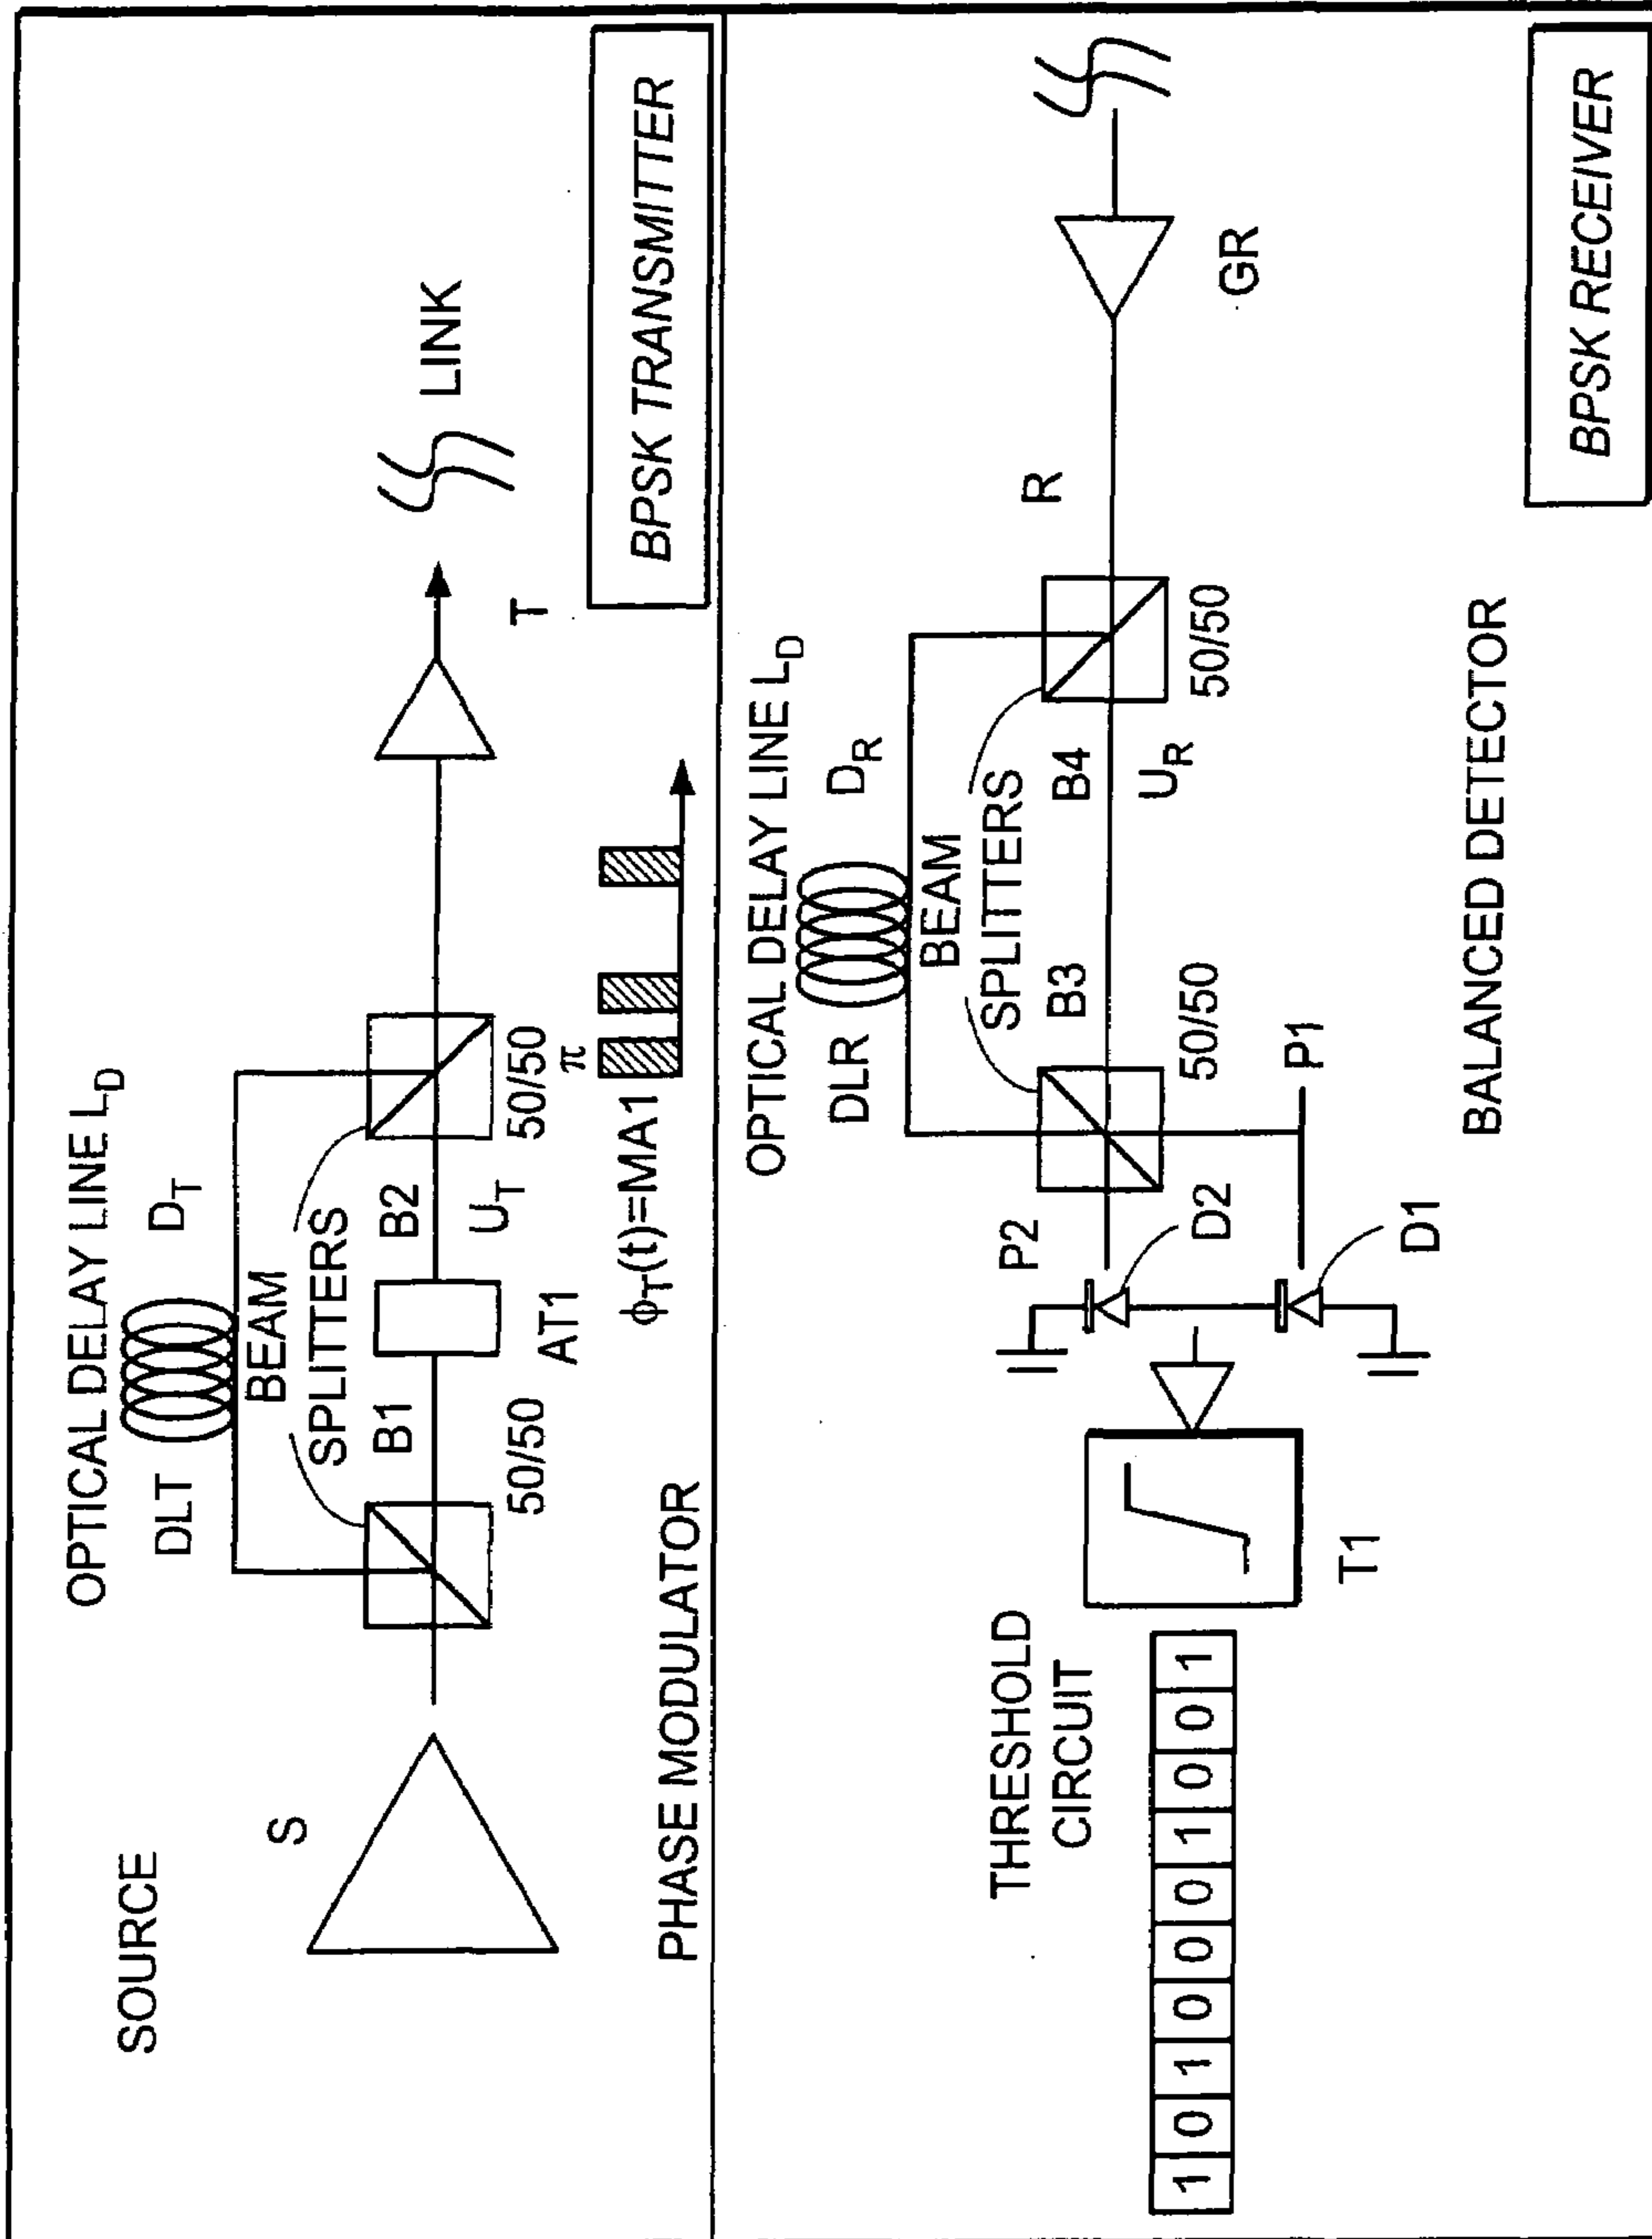 OPTICAL DELAY LINE L_D
SOURCE
S
DLT
D_T
BEAM
SPLITTERS
B1
B2
50/50
AT1
U_T
50/50
T
LINK
PHASE MODULATOR
ϕ_T(t)=MA1
π
BPSK TRANSMITTER
OPTICAL DELAY LINE L_D
DLR
D_R
BEAM
SPLITTERS
B3
B4
R
50/50
U_R
50/50
GR
P2
D2
P1
D1
THRESHOLD
CIRCUIT
1 0 1 0 0 0 1 0 0 1
T1
BALANCED DETECTOR
BPSK RECEIVER